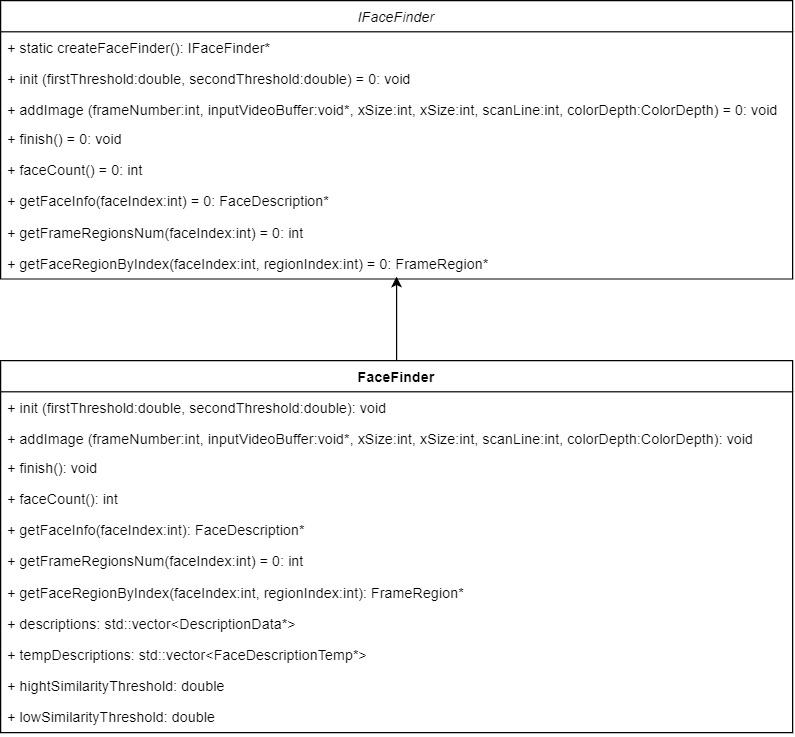 IFaceFinder
+ static createFaceFinder(): IFaceFinder*
+ init (firstThreshold:double, secondThreshold:double) = 0: void
+ addImage (frameNumber:int, inputVideoBuffer:void*, xSize:int, xSize:int, scanLine:int, colorDepth:ColorDepth) = 0: void
+ finish() = 0: void
+ faceCount() = 0: int
+ getFaceInfo(faceIndex:int) = 0: FaceDescription*
+ getFrameRegionsNum(faceIndex:int) = 0: int
+ getFaceRegionByIndex(faceIndex:int, regionIndex:int) = 0: FrameRegion*
FaceFinder
+ init (firstThreshold:double, secondThreshold:double): void
+ addImage (frameNumber:int, inputVideoBuffer:void*, xSize:int, xSize:int, scanLine:int, colorDepth:ColorDepth): void
+ finish(): void
+ faceCount(): int
+ getFaceInfo(faceIndex:int): FaceDescription*
+ getFrameRegionsNum(faceIndex:int) = 0: int
+ getFaceRegionByIndex(faceIndex:int, regionIndex:int): FrameRegion*
+ descriptions: std::vector<DescriptionData*>
+ tempDescriptions: std::vector<FaceDescriptionTemp*>
+ hightSimilarityThreshold: double
+ lowSimilarityThreshold: double